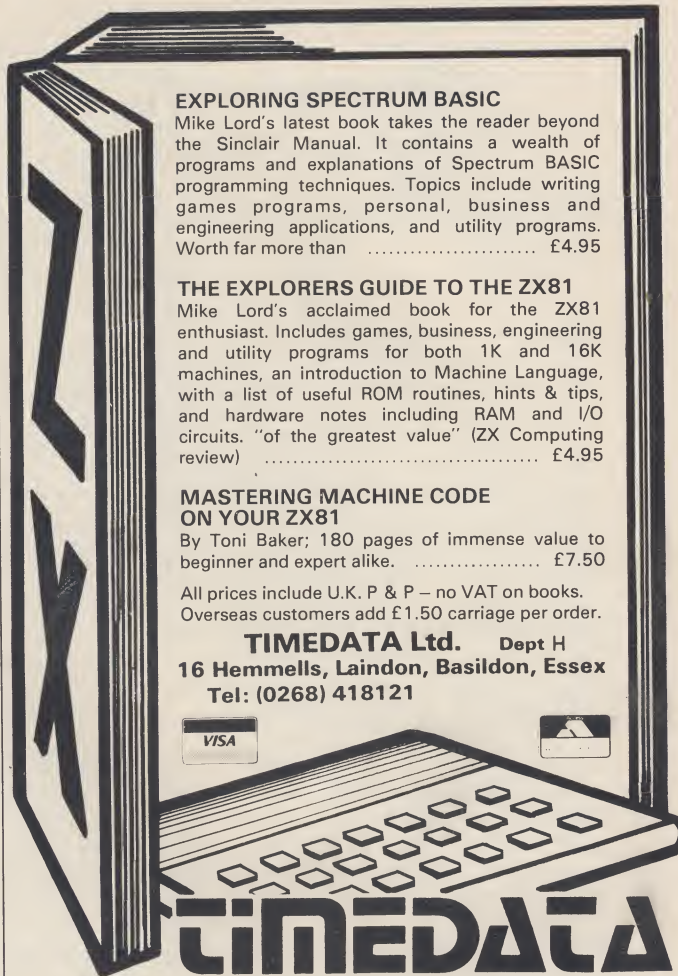 ZX
EXPLORING SPECTRUM BASIC
Mike Lord's latest book takes the reader beyond
the Sinclair Manual. It contains a wealth of
programs and explanations of Spectrum BASIC
programming techniques. Topics include writing
games programs, personal, business and
engineering applications, and utility programs.
Worth far more than ........................ £4.95
THE EXPLORERS GUIDE TO THE ZX81
Mike Lord's acclaimed book for the ZX81
enthusiast. Includes games, business, engineering
and utility programs for both 1K and 16K
machines, an introduction to Machine Language,
with a list of useful ROM routines, hints & tips,
and hardware notes including RAM and I/O
circuits. "of the greatest value" (ZX Computing
review) ....................................... £4.95
MASTERING MACHINE CODE
ON YOUR ZX81
By Toni Baker; 180 pages of immense value to
beginner and expert alike. .................. £7.50
All prices include U.K. P & P – no VAT on books.
Overseas customers add £1.50 carriage per order.
TIMEDATA Ltd. Dept H
16 Hemmells, Laindon, Basildon, Essex
Tel: (0268) 418121
VISA
TIMEDATA